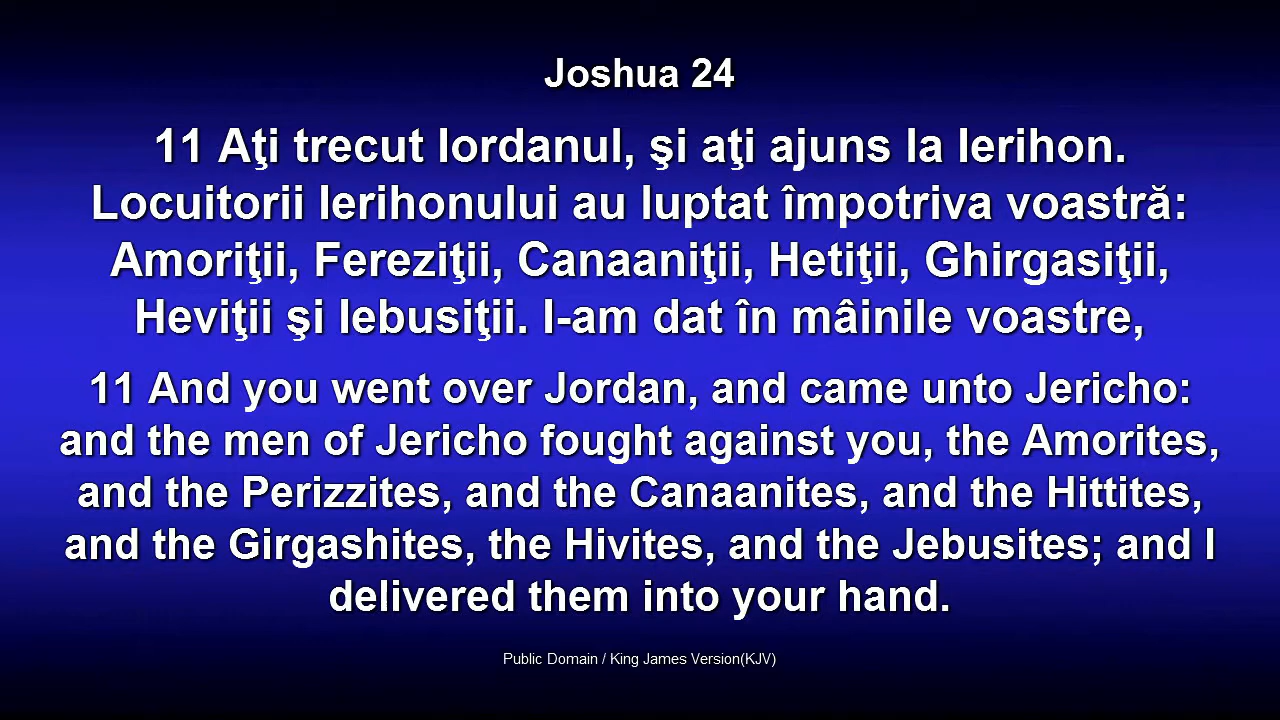 Joshua 24
11 Aţi trecut Iordanul, şi aţi ajuns la Ierihon.
Locuitorii Ierihonului au luptat împotriva voastră:
Amoriţii, Fereziţii, Canaaniţii, Hetiţii, Ghirgasiţii,
Heviţii şi Iebusiţii. I-am dat în mâinile voastre,
11 And you went over Jordan, and came unto Jericho:
and the men of Jericho fought against you, the Amorites,
and the Perizzites, and the Canaanites, and the Hittites,
and the Girgashites, the Hivites, and the Jebusites; and I
delivered them into your hand.
Public Domain / King James Version(KJV)